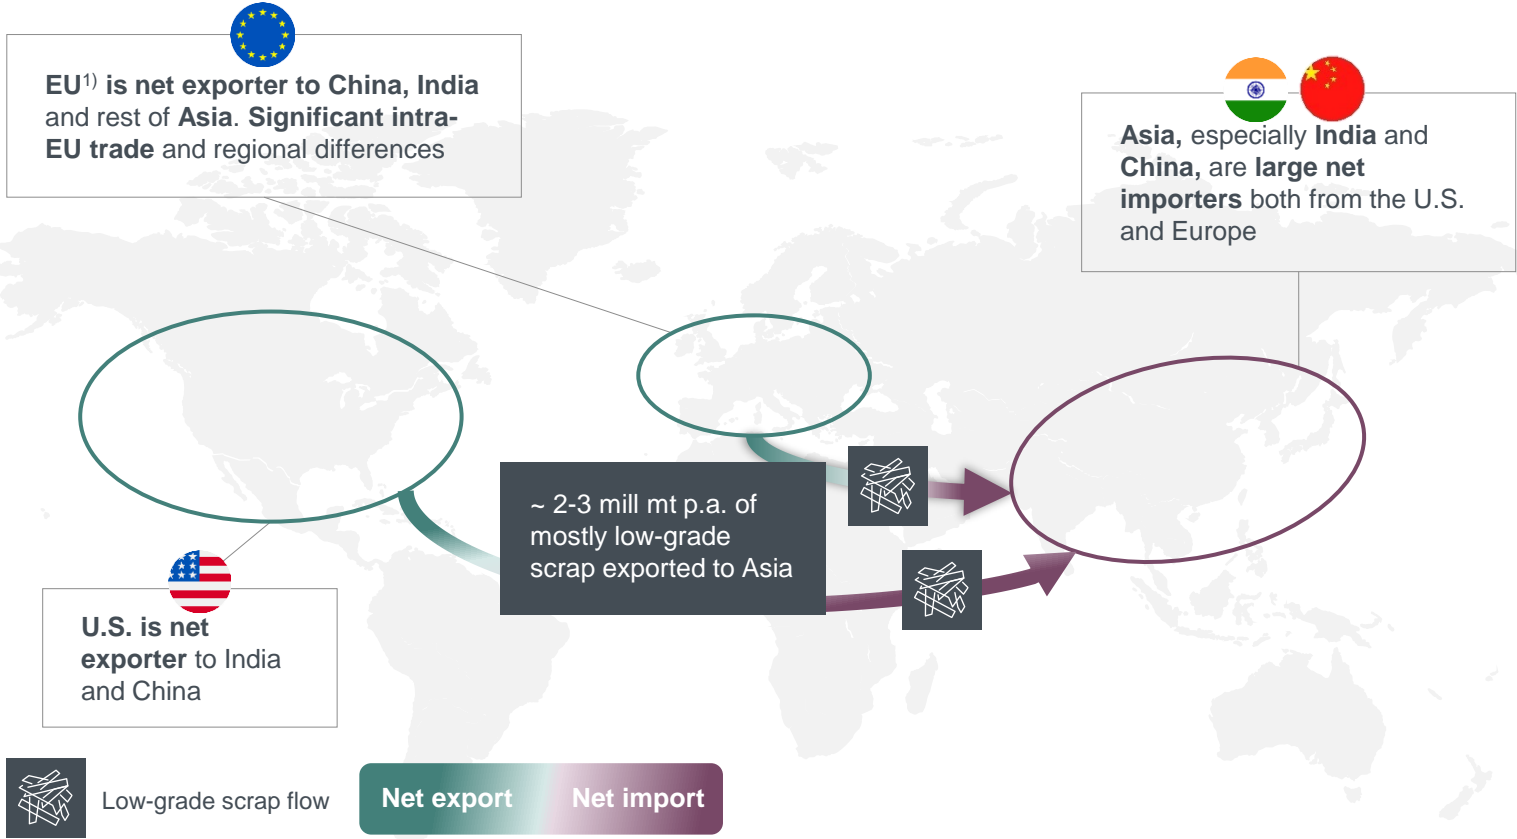 EU1) is net exporter to China, India
and rest of Asia. Significant intra-
EU trade and regional differences
Asia, especially India and
China, are large net
importers both from the U.S.
and Europe
~ 2-3 mill mt p.a. of
mostly low-grade
scrap exported to Asia
U.S. is net
exporter to India
and China
Low-grade scrap flow
Net export
Net import